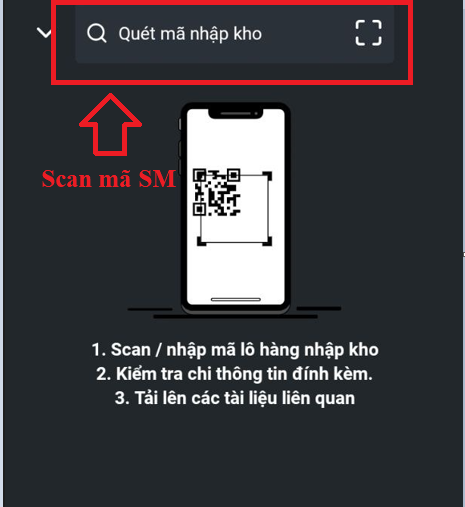 Quét mã nhập kho
Scan mã SM
1. Scan / nhập mã lô hàng nhập kho
2. Kiểm tra chi thông tin đính kèm.
3. Tải lên các tài liệu liên quan